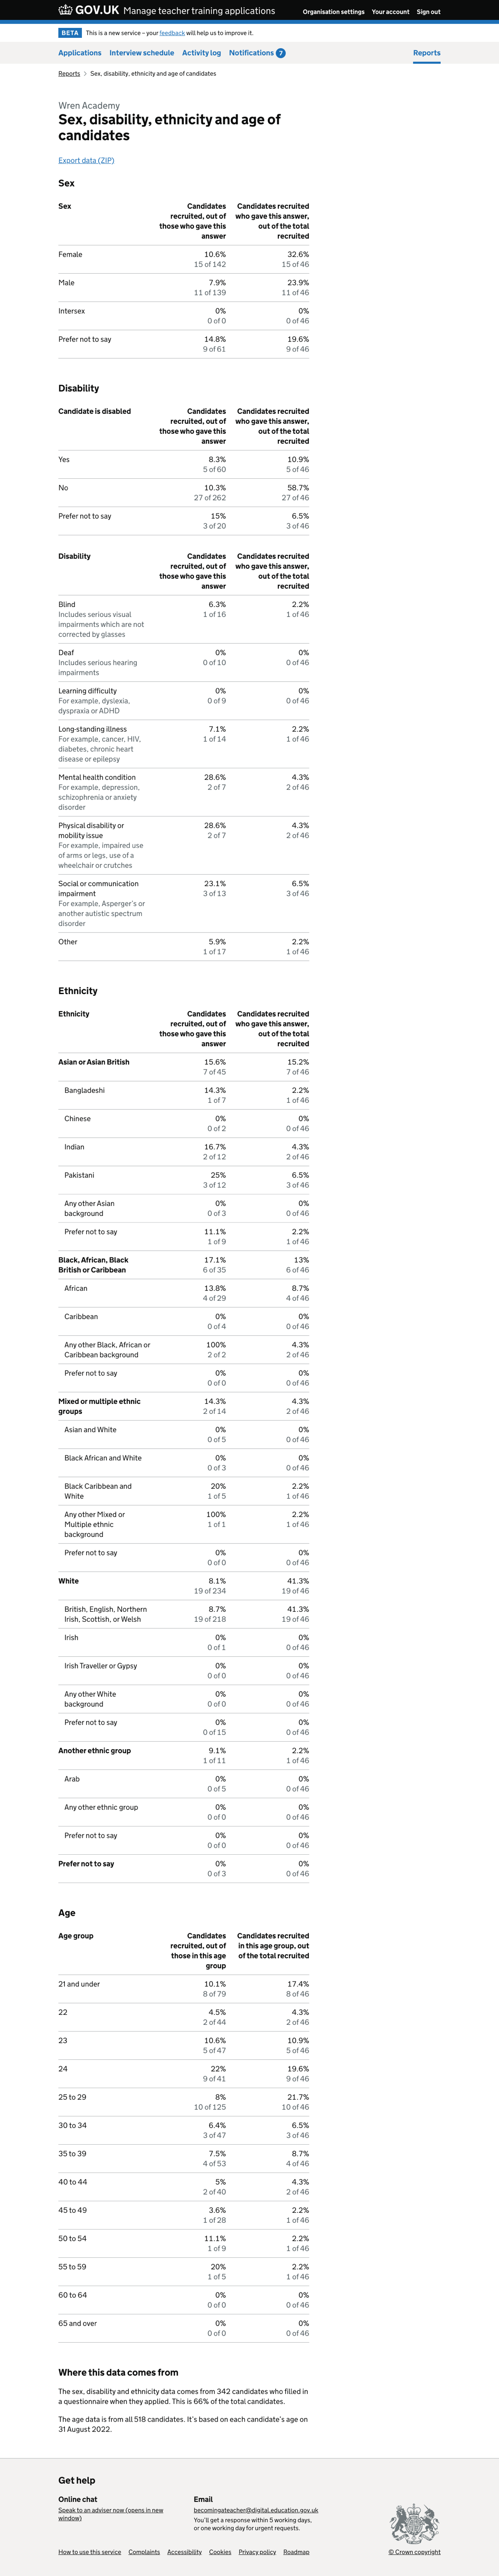 GOV.UK Manage teacher training applications
Organisation settings Your account Sign out
BETA This is a new service – your feedback will help us to improve it.
Applications Interview schedule Activity log Notifications 7 Reports
Reports > Sex, disability, ethnicity and age of candidates
Wren Academy
Sex, disability, ethnicity and age of
candidates
Export data (ZIP)
Sex
Sex
Candidates
recruited, out of
those who gave this
answer
Candidates recruited
who gave this answer,
out of the total
recruited
Female 10.6% 32.6%
15 of 142 15 of 46
Male 7.9% 23.9%
11 of 139 11 of 46
Intersex 0% 0%
0 of 0 0 of 46
Prefer not to say 14.8% 19.6%
9 of 61 9 of 46
Disability
Candidate is disabled
Candidates
recruited, out of
those who gave this
answer
Candidates recruited
who gave this answer,
out of the total
recruited
Yes 8.3% 10.9%
5 of 60 5 of 46
No 10.3% 58.7%
27 of 262 27 of 46
Prefer not to say 15% 6.5%
3 of 20 3 of 46
Disability
Candidates
recruited, out of
those who gave this
answer
Candidates recruited
who gave this answer,
out of the total
recruited
Blind 6.3% 2.2%
Includes serious visual 1 of 16 1 of 46
impairments which are not
corrected by glasses
Deaf 0% 0%
Includes serious hearing 0 of 10 0 of 46
impairments
Learning difficulty 0% 0%
For example, dyslexia, 0 of 9 0 of 46
dyspraxia or ADHD
Long-standing illness 7.1% 2.2%
For example, cancer, HIV, 1 of 14 1 of 46
diabetes, chronic heart
disease or epilepsy
Mental health condition 28.6% 4.3%
For example, depression, 2 of 7 2 of 46
schizophrenia or anxiety
disorder
Physical disability or 28.6% 4.3%
mobility issue 2 of 7 2 of 46
For example, impaired use
of arms or legs, use of a
wheelchair or crutches
Social or communication 23.1% 6.5%
impairment 3 of 13 3 of 46
For example, Asperger's or
another autistic spectrum
disorder
Other 5.9% 2.2%
1 of 17 1 of 46
Ethnicity
Ethnicity
Candidates
recruited, out of
those who gave this
answer
Candidates recruited
who gave this answer,
out of the total
recruited
Asian or Asian British 15.6% 15.2%
7 of 45 7 of 46
Bangladeshi 14.3% 2.2%
1 of 7 1 of 46
Chinese 0% 0%
0 of 2 0 of 46
Indian 16.7% 4.3%
2 of 12 2 of 46
Pakistani 25% 6.5%
3 of 12 3 of 46
Any other Asian 0% 0%
background 0 of 3 0 of 46
Prefer not to say 11.1% 2.2%
1 of 9 1 of 46
Black, African, Black 17.1% 13%
British or Caribbean 6 of 35 6 of 46
African 13.8% 8.7%
4 of 29 4 of 46
Caribbean 0% 0%
0 of 4 0 of 46
Any other Black, African or 100% 4.3%
Caribbean background 2 of 2 2 of 46
Prefer not to say 0% 0%
0 of 0 0 of 46
Mixed or multiple ethnic 14.3% 4.3%
groups 2 of 14 2 of 46
Asian and White 0% 0%
0 of 5 0 of 46
Black African and White 0% 0%
0 of 3 0 of 46
Black Caribbean and 20% 2.2%
White 1 of 5 1 of 46
Any other Mixed or 100% 2.2%
Multiple ethnic 1 of 1 1 of 46
background
Prefer not to say 0% 0%
0 of 0 0 of 46
White 8.1% 41.3%
19 of 234 19 of 46
British, English, Northern 8.7% 41.3%
Irish, Scottish, or Welsh 19 of 218 19 of 46
Irish 0% 0%
0 of 1 0 of 46
Irish Traveller or Gypsy 0% 0%
0 of 0 0 of 46
Any other White 0% 0%
background 0 of 0 0 of 46
Prefer not to say 0% 0%
0 of 15 0 of 46
Another ethnic group 9.1% 2.2%
1 of 11 1 of 46
Arab 0% 0%
0 of 5 0 of 46
Any other ethnic group 0% 0%
0 of 0 0 of 46
Prefer not to say 0% 0%
0 of 0 0 of 46
Prefer not to say 0% 0%
0 of 3 0 of 46
Age
Age group
Candidates
recruited, out of
those in this age
group
Candidates recruited
in this age group, out
of the total recruited
21 and under 10.1% 17.4%
8 of 79 8 of 46
22 4.5% 4.3%
2 of 44 2 of 46
23 10.6% 10.9%
5 of 47 5 of 46
24 22% 19.6%
9 of 41 9 of 46
25 to 29 8% 21.7%
10 of 125 10 of 46
30 to 34 6.4% 6.5%
3 of 47 3 of 46
35 to 39 7.5% 8.7%
4 of 53 4 of 46
40 to 44 5% 4.3%
2 of 40 2 of 46
45 to 49 3.6% 2.2%
1 of 28 1 of 46
50 to 54 11.1% 2.2%
1 of 9 1 of 46
55 to 59 20% 2.2%
1 of 5 1 of 46
60 to 64 0% 0%
0 of 0 0 of 46
65 and over 0% 0%
0 of 0 0 of 46
Where this data comes from
The sex, disability and ethnicity data comes from 342 candidates who filled in
a questionnaire when they applied. This is 66% of the total candidates.
The age data is from all 518 candidates. It's based on each candidate's age on
31 August 2022.
Get help
Online chat
Speak to an adviser now (opens in new
window)
Email
becomingateacher@digital.education.gov.uk
You'll get a response within 5 working days,
or one working day for urgent requests.
How to use this service Complaints Accessibility Cookies Privacy policy Roadmap
© Crown copyright